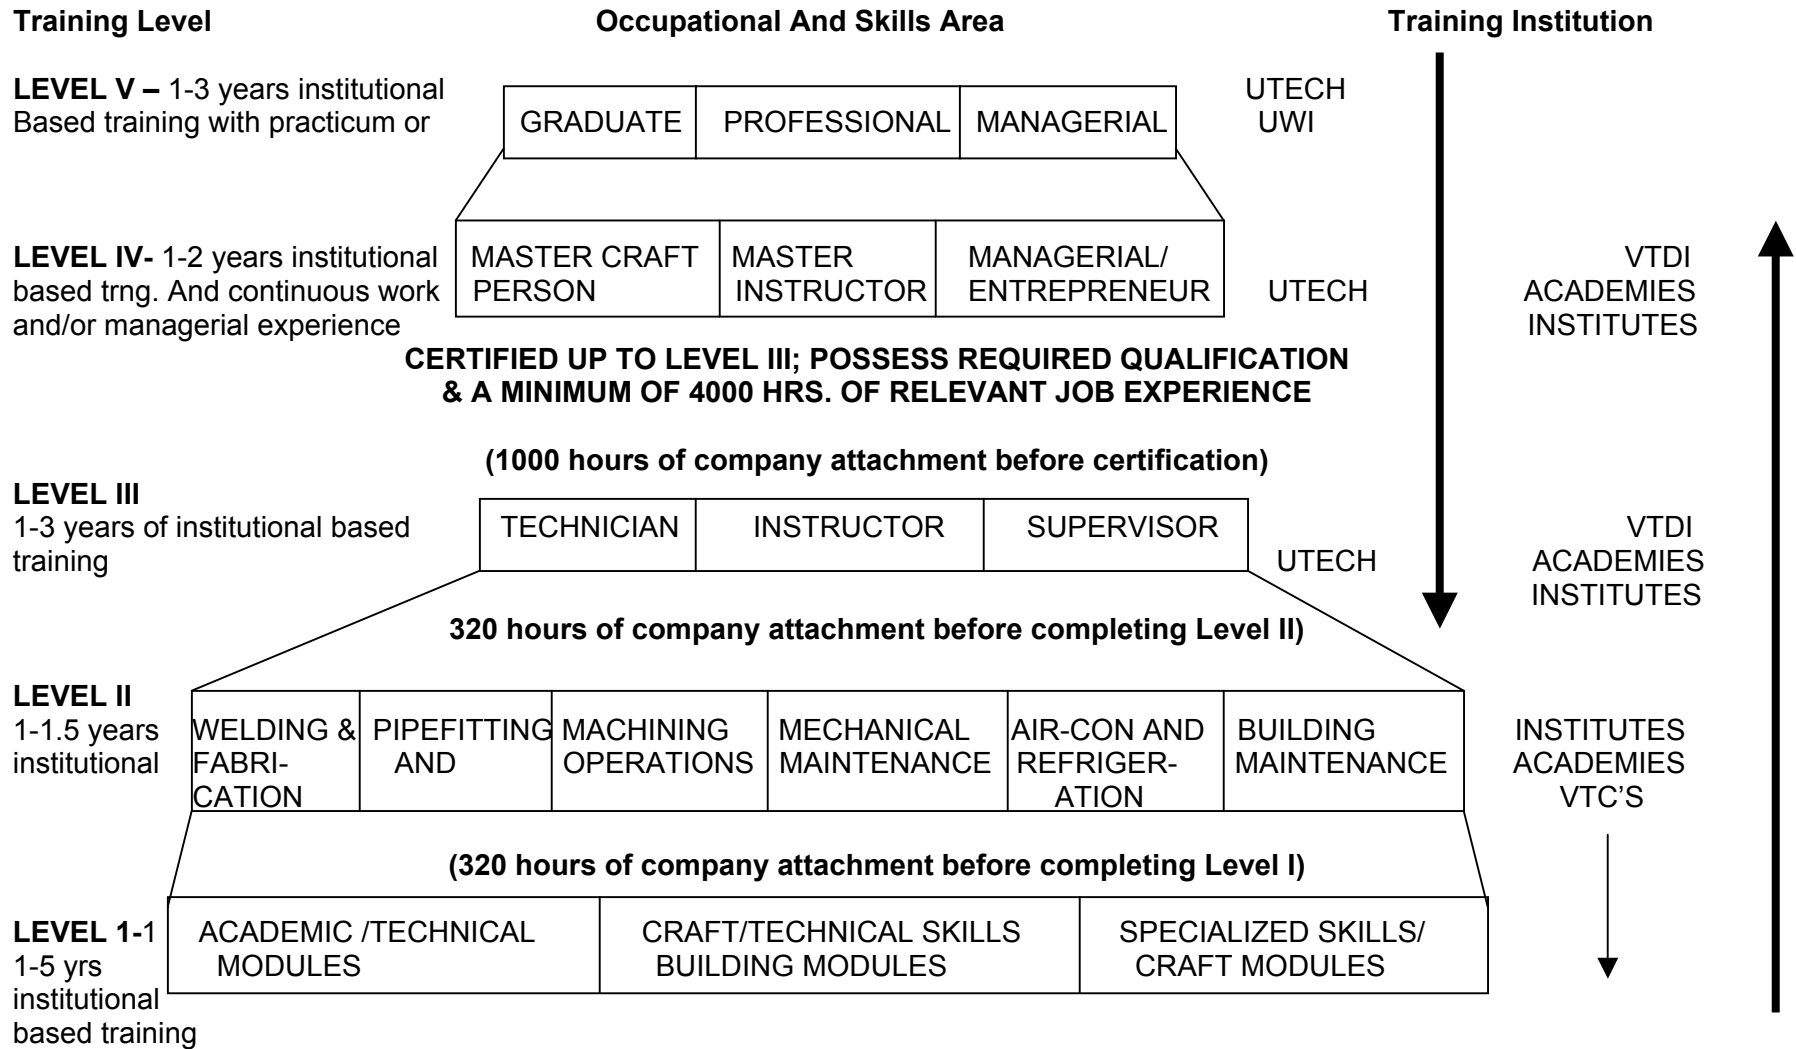 Training Level Occupational And Skills Area Training Institution
LEVEL V – 1-3 years institutional
Based training with practicum or
GRADUATE PROFESSIONAL MANAGERIAL
UTECH
UWI
LEVEL IV- 1-2 years institutional
based trng. And continuous work
and/or managerial experience
MASTER CRAFT
PERSON
MASTER
INSTRUCTOR
MANAGERIAL/
ENTREPRENEUR
UTECH
VTDI
ACADEMIES
INSTITUTES
CERTIFIED UP TO LEVEL III; POSSESS REQUIRED QUALIFICATION
& A MINIMUM OF 4000 HRS. OF RELEVANT JOB EXPERIENCE
(1000 hours of company attachment before certification)
LEVEL III
1-3 years of institutional based
training
TECHNICIAN INSTRUCTOR SUPERVISOR
UTECH
VTDI
ACADEMIES
INSTITUTES
320 hours of company attachment before completing Level II)
LEVEL II
1-1.5 years
institutional
WELDING &
FABRI-
CATION
PIPEFITTING
AND
MACHINING
OPERATIONS
MECHANICAL
MAINTENANCE
AIR-CON AND
REFRIGER-
ATION
BUILDING
MAINTENANCE
INSTITUTES
ACADEMIES
VTC’S
(320 hours of company attachment before completing Level I)
LEVEL 1-1
1-5 yrs
institutional
based training
ACADEMIC /TECHNICAL
MODULES
CRAFT/TECHNICAL SKILLS
BUILDING MODULES
SPECIALIZED SKILLS/
CRAFT MODULES